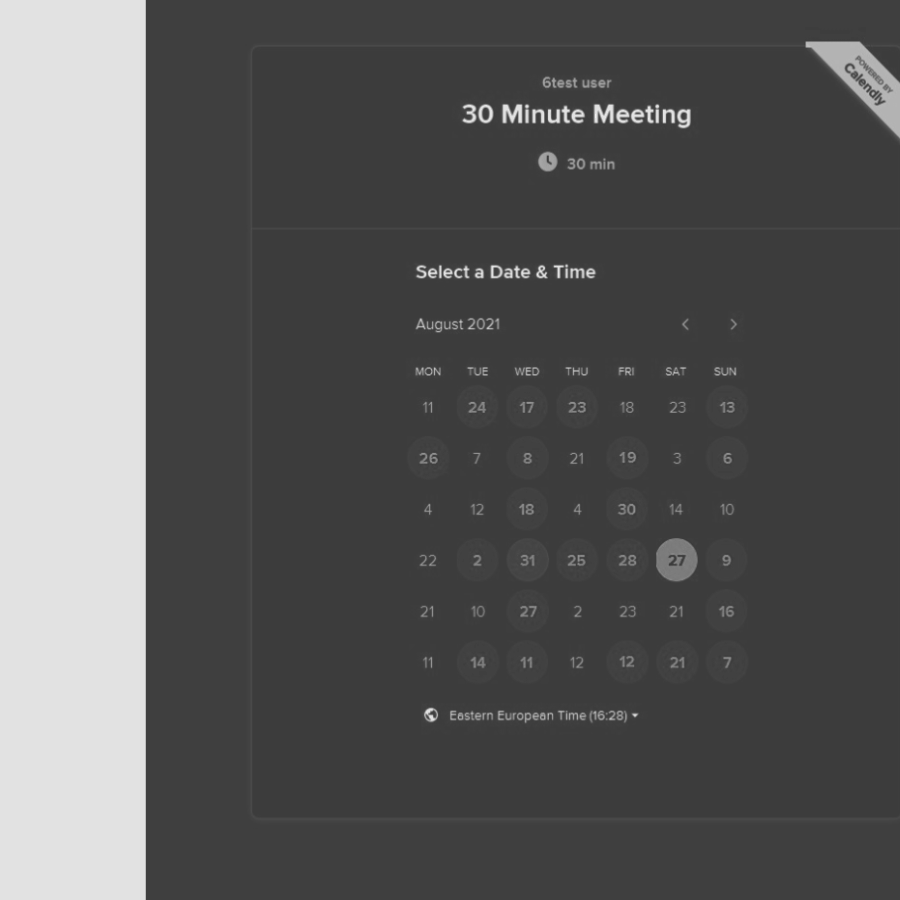 POWERED BY
Calendly
6test user
30 Minute Meeting
30 min
Select a Date & Time
August 2021
MON TUE WED THU FRI SAT SUN
11 24 17 23 18 23 13
26 7 8 21 19 3 6
4 12 18 4 30 14 10
22 2 31 25 28 27 9
21 10 27 2 23 21 16
11 14 11 12 12 21 7
Eastern European Time (16:28)